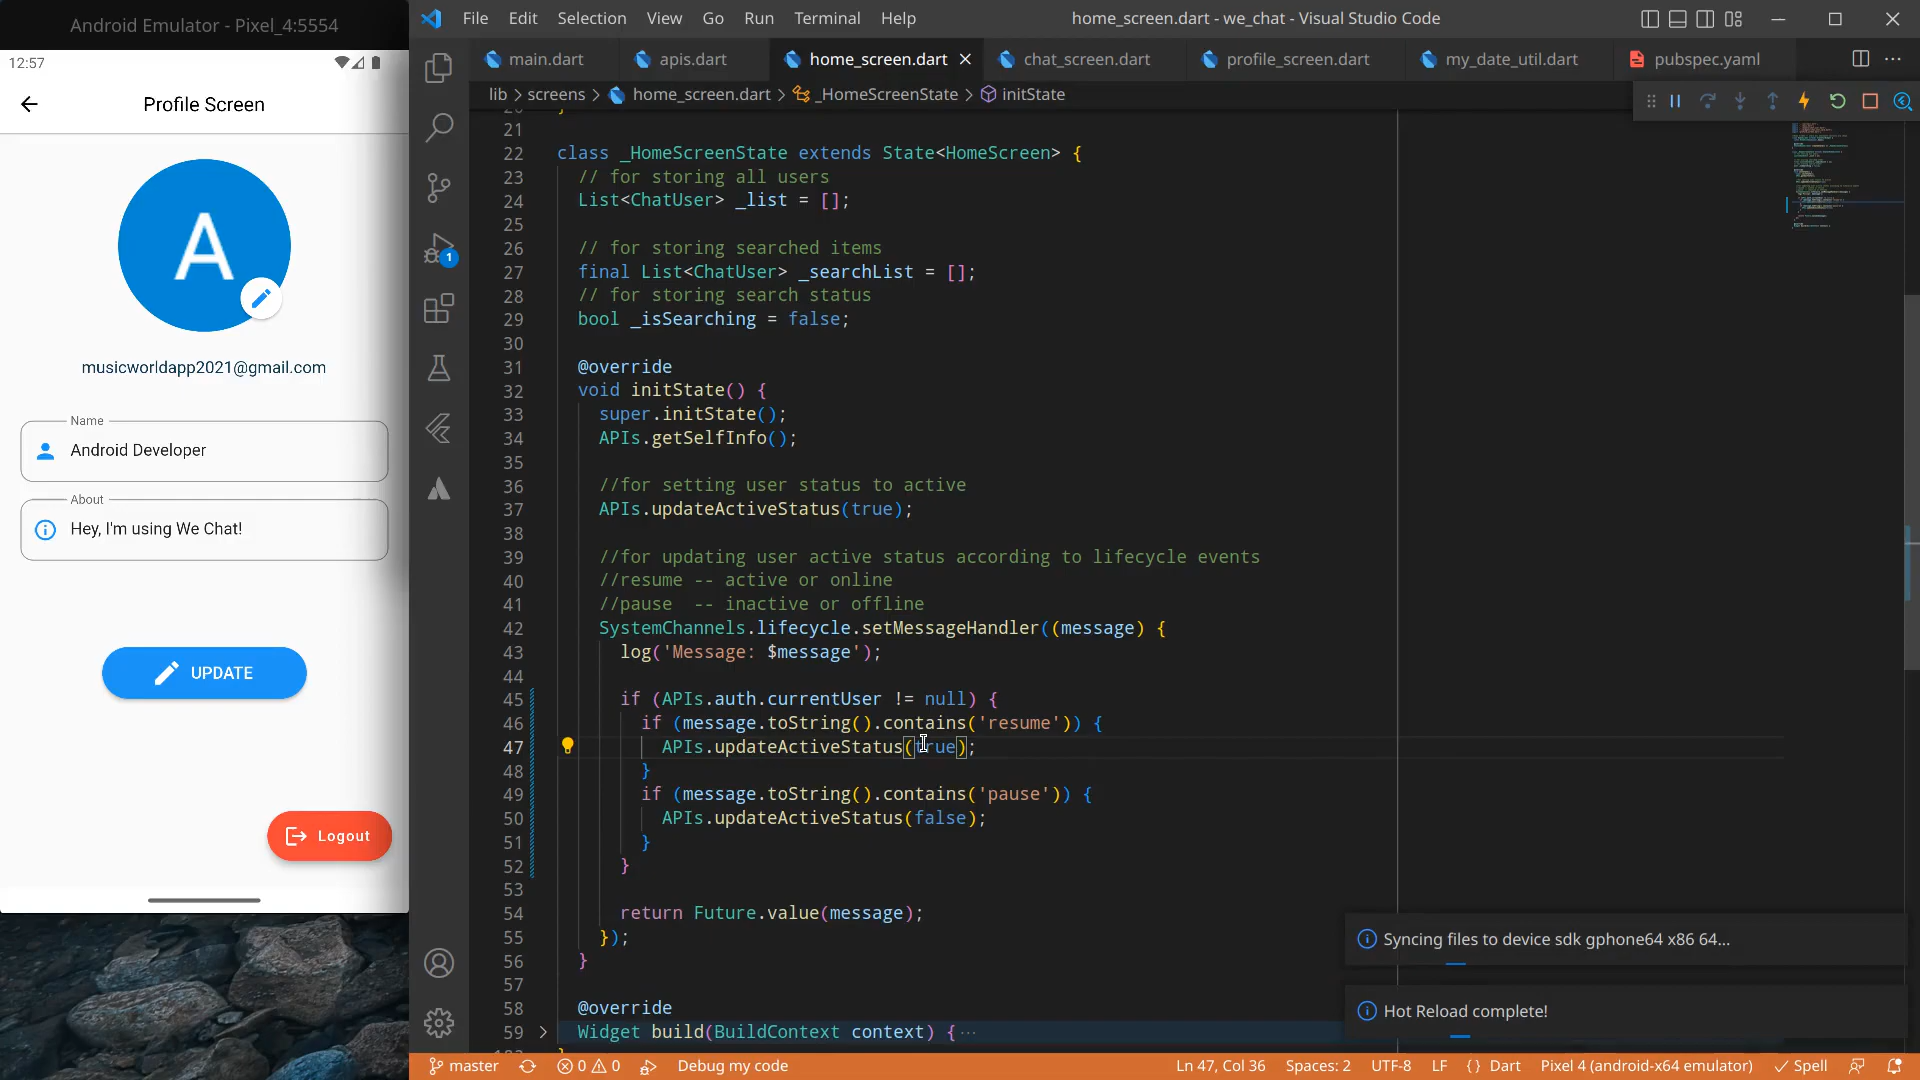 Android Emulator - Pixel_4:5554
12:57
Profile Screen
A
musicworldapp2021@gmail.com
Name
Android Developer
About
Hey, I'm using We Chat!
UPDATE
Logout
File Edit Selection View Go Run Terminal Help
home_screen.dart - we_chat - Visual Studio Code
main.dart apis.dart home_screen.dart chat_screen.dart profile_screen.dart my_date_util.dart pubspec.yaml
lib > screens > home_screen.dart > _HomeScreenState > initState
1
21
22 class _HomeScreenState extends State<HomeScreen> {
23 // for storing all users
24 List<ChatUser> _list = [];
25
26 // for storing searched items
27 final List<ChatUser> _searchList = [];
28 // for storing search status
29 bool _isSearching = false;
30
31 @override
32 void initState() {
33 super.initState();
34 APIs.getSelfInfo();
35
36 //for setting user status to active
37 APIs.updateActiveStatus(true);
38
39 //for updating user active status according to lifecycle events
40 //resume -- active or online
41 //pause  -- inactive or offline
42 SystemChannels.lifecycle.setMessageHandler((message) {
43 log('Message: $message');
44
45 if (APIs.auth.currentUser != null) {
46 if (message.toString().contains('resume')) {
47 APIs.updateActiveStatus(true);
48 }
49 if (message.toString().contains('pause')) {
50 APIs.updateActiveStatus(false);
51 }
52 }
53
54 return Future.value(message);
55 });
56 }
57
58 @override
59 Widget build(BuildContext context) { ...
Syncing files to device sdk gphone64 x86 64...
Hot Reload complete!
master 0 0 Debug my code Ln 47, Col 36 Spaces: 2 UTF-8 LF {} Dart Pixel 4 (android-x64 emulator) Spell